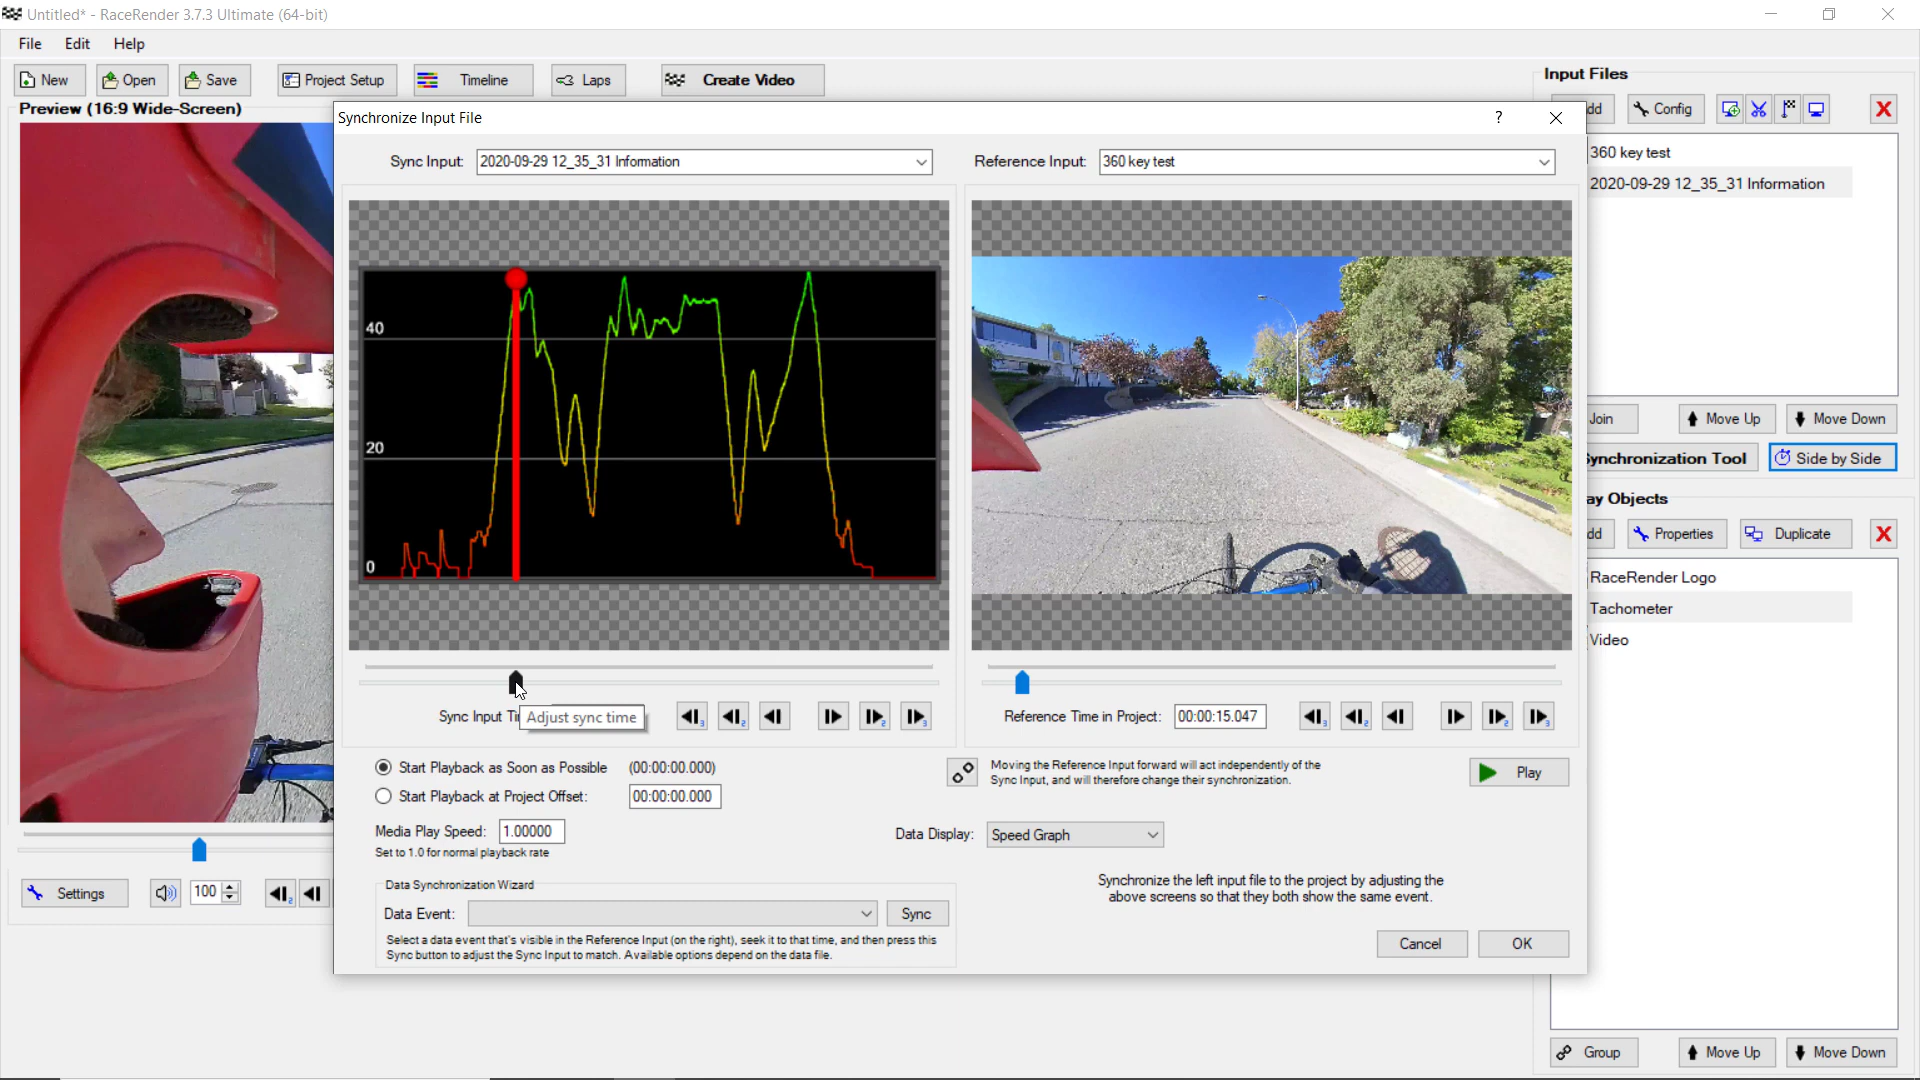 Untitled* - RaceRender 3.7.3 Ultimate (64-bit)
File Edit Help
New Open Save Project Setup Timeline Laps Create Video
Input Files
Preview (16:9 Wide-Screen)
Config
Synchronize Input File ?
Sync Input: 2020-09-29 12_35_31 Information
Reference Input: 360 key test
360 key test
2020-09-29 12_35_31 Information
40
20
0
Join Move Up Move Down
ynchronization Tool Side by Side
ay Objects
dd Properties Duplicate
RaceRender Logo
Tachometer
Video
Sync Input Ti
Adjust sync time
3 2 2 3
Reference Time in Project: 00:00:15.047
3 2 2 3
Start Playback as Soon as Possible (00:00:00.000)
Start Playback at Project Offset: 00:00:00.000
Moving the Reference Input forward will act independently of the
Sync Input, and will therefore change their synchronization.
Play
Media Play Speed: 1.00000
Set to 1.0 for normal playback rate
Data Display: Speed Graph
Settings 100 2
Data Synchronization Wizard
Data Event: Sync
Select a data event that's visible in the Reference Input (on the right), seek it to that time, and then press this
Sync button to adjust the Sync Input to match. Available options depend on the data file.
Synchronize the left input file to the project by adjusting the
above screens so that they both show the same event.
Cancel OK
Group Move Up Move Down